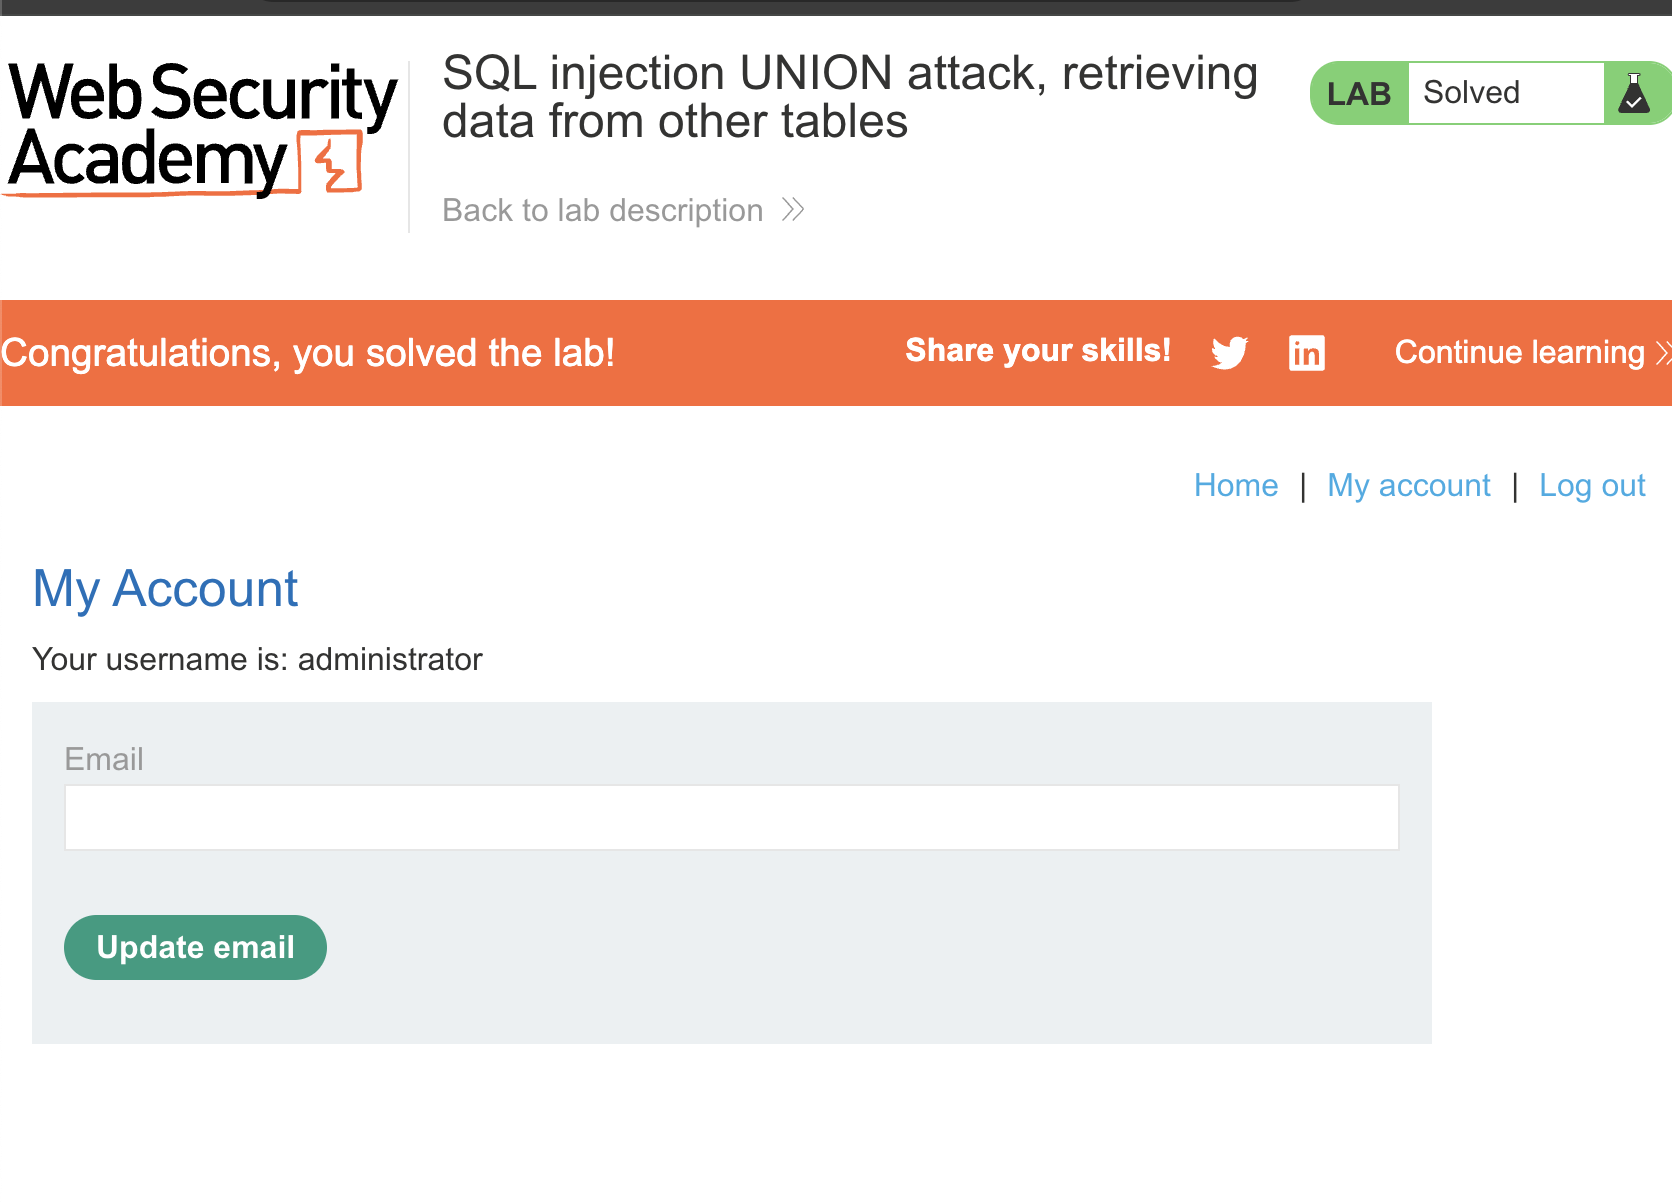 Web Security
Academy
SQL injection UNION attack, retrieving
data from other tables
Back to lab description
LAB Solved
Congratulations, you solved the lab!
Share your skills!
Continue learning
Home | My account | Log out
My Account
Your username is: administrator
Email
Update email